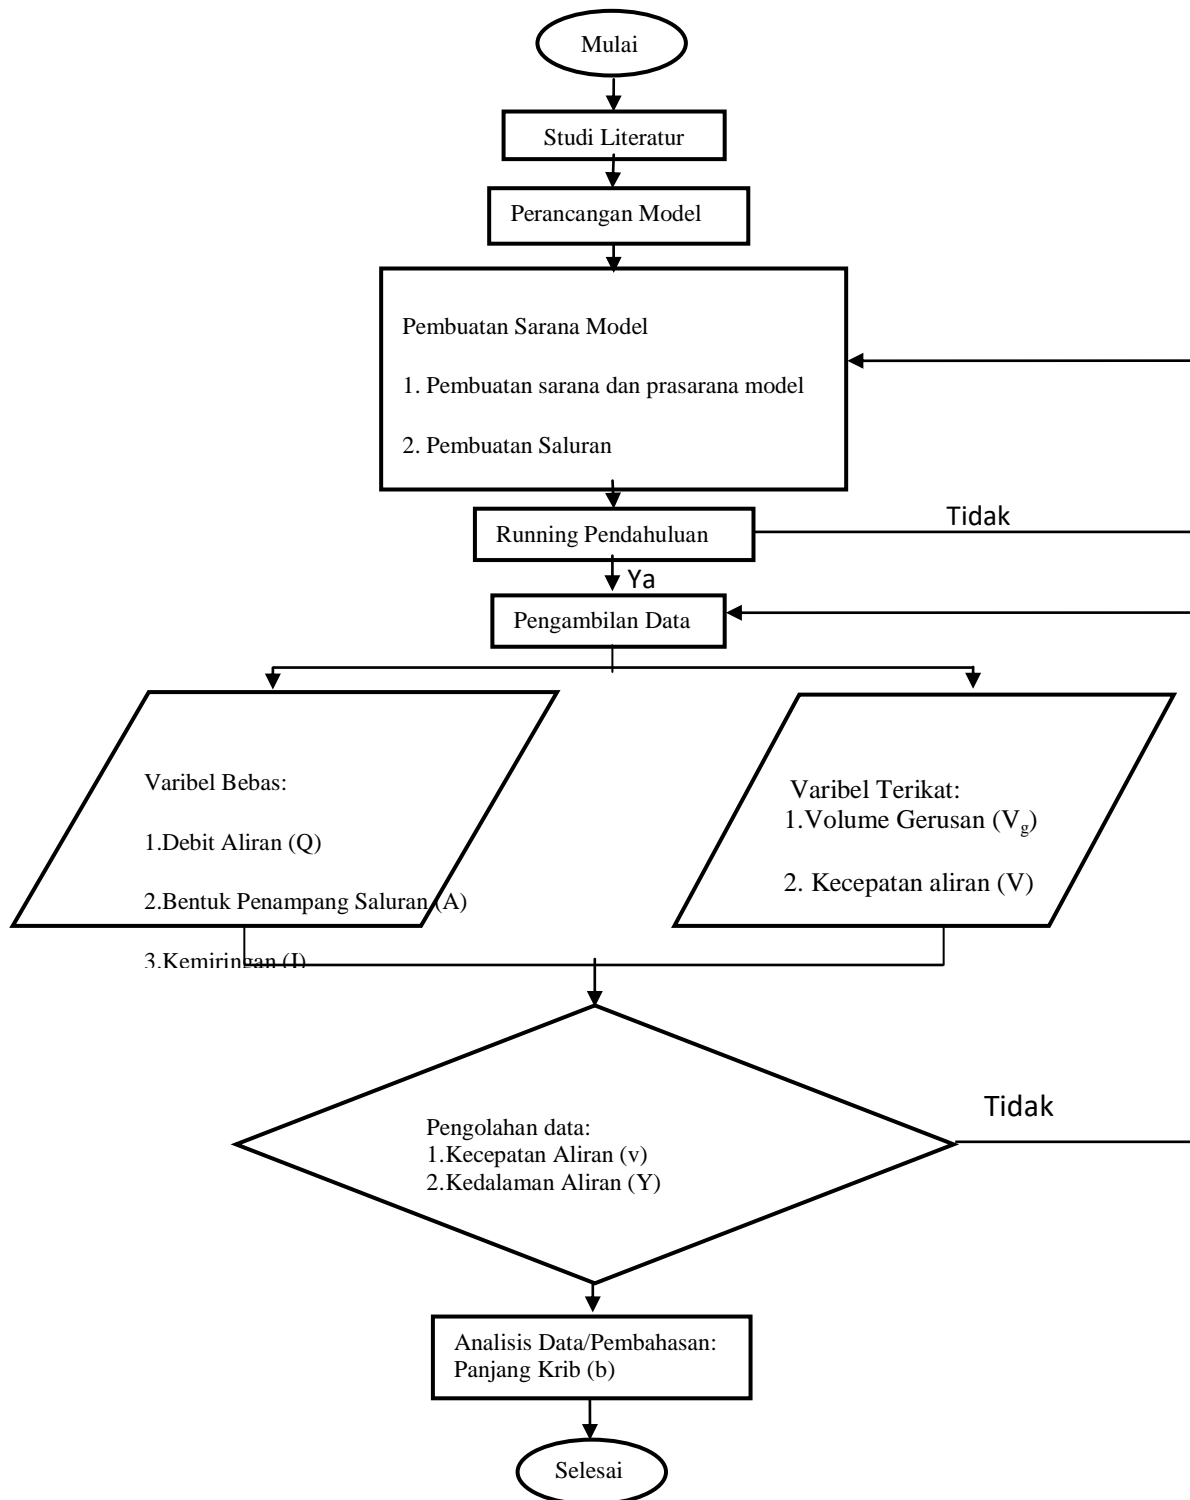 Mulai
Studi Literatur
Perancangan Model
Pembuatan Sarana Model
1. Pembuatan sarana dan prasarana model
2. Pembuatan Saluran
Running Pendahuluan
Tidak
Ya
Pengambilan Data
Varibel Bebas:
1.Debit Aliran (Q)
2.Bentuk Penampang Saluran (A)
3.Kemiringan (I)
Varibel Terikat:
1.Volume Gerusan (Vg)
2. Kecepatan aliran (V)
Pengolahan data:
1.Kecepatan Aliran (v)
2.Kedalaman Aliran (Y)
Tidak
Analisis Data/Pembahasan:
Panjang Krib (b)
Selesai